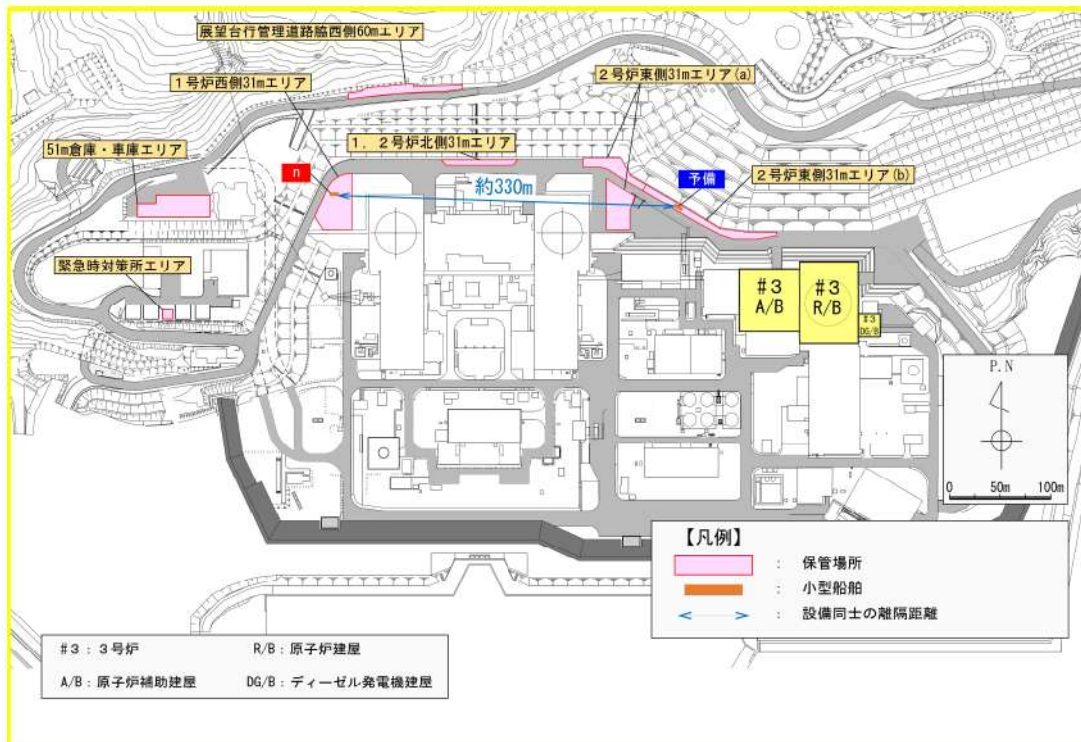 展望台行管理道路脇西側60mエリア
1号炉西側31mエリア
2号炉東側31mエリア(a)
51m倉庫・車庫エリア
1,2号炉北側31mエリア
n
予備
2号炉東側31mエリア(b)
約330m
緊急時対策所エリア
#3
A/B
#3
R/B
#3
DG/B
P.N
0 50m 100m
【凡例】
: 保管場所
: 小型船舶
: 設備同士の離隔距離
#3:3号炉 R/B:原子炉建屋
A/B:原子炉補助建屋 DG/B:ディーゼル発電機建屋